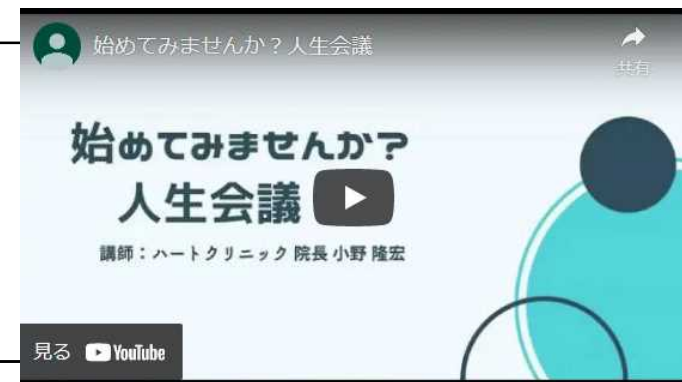 始めてみませんか？人生会議
共有
始めてみませんか？
人生会議
講師：ハートクリニック 院長 小野 隆宏
見る YouTube